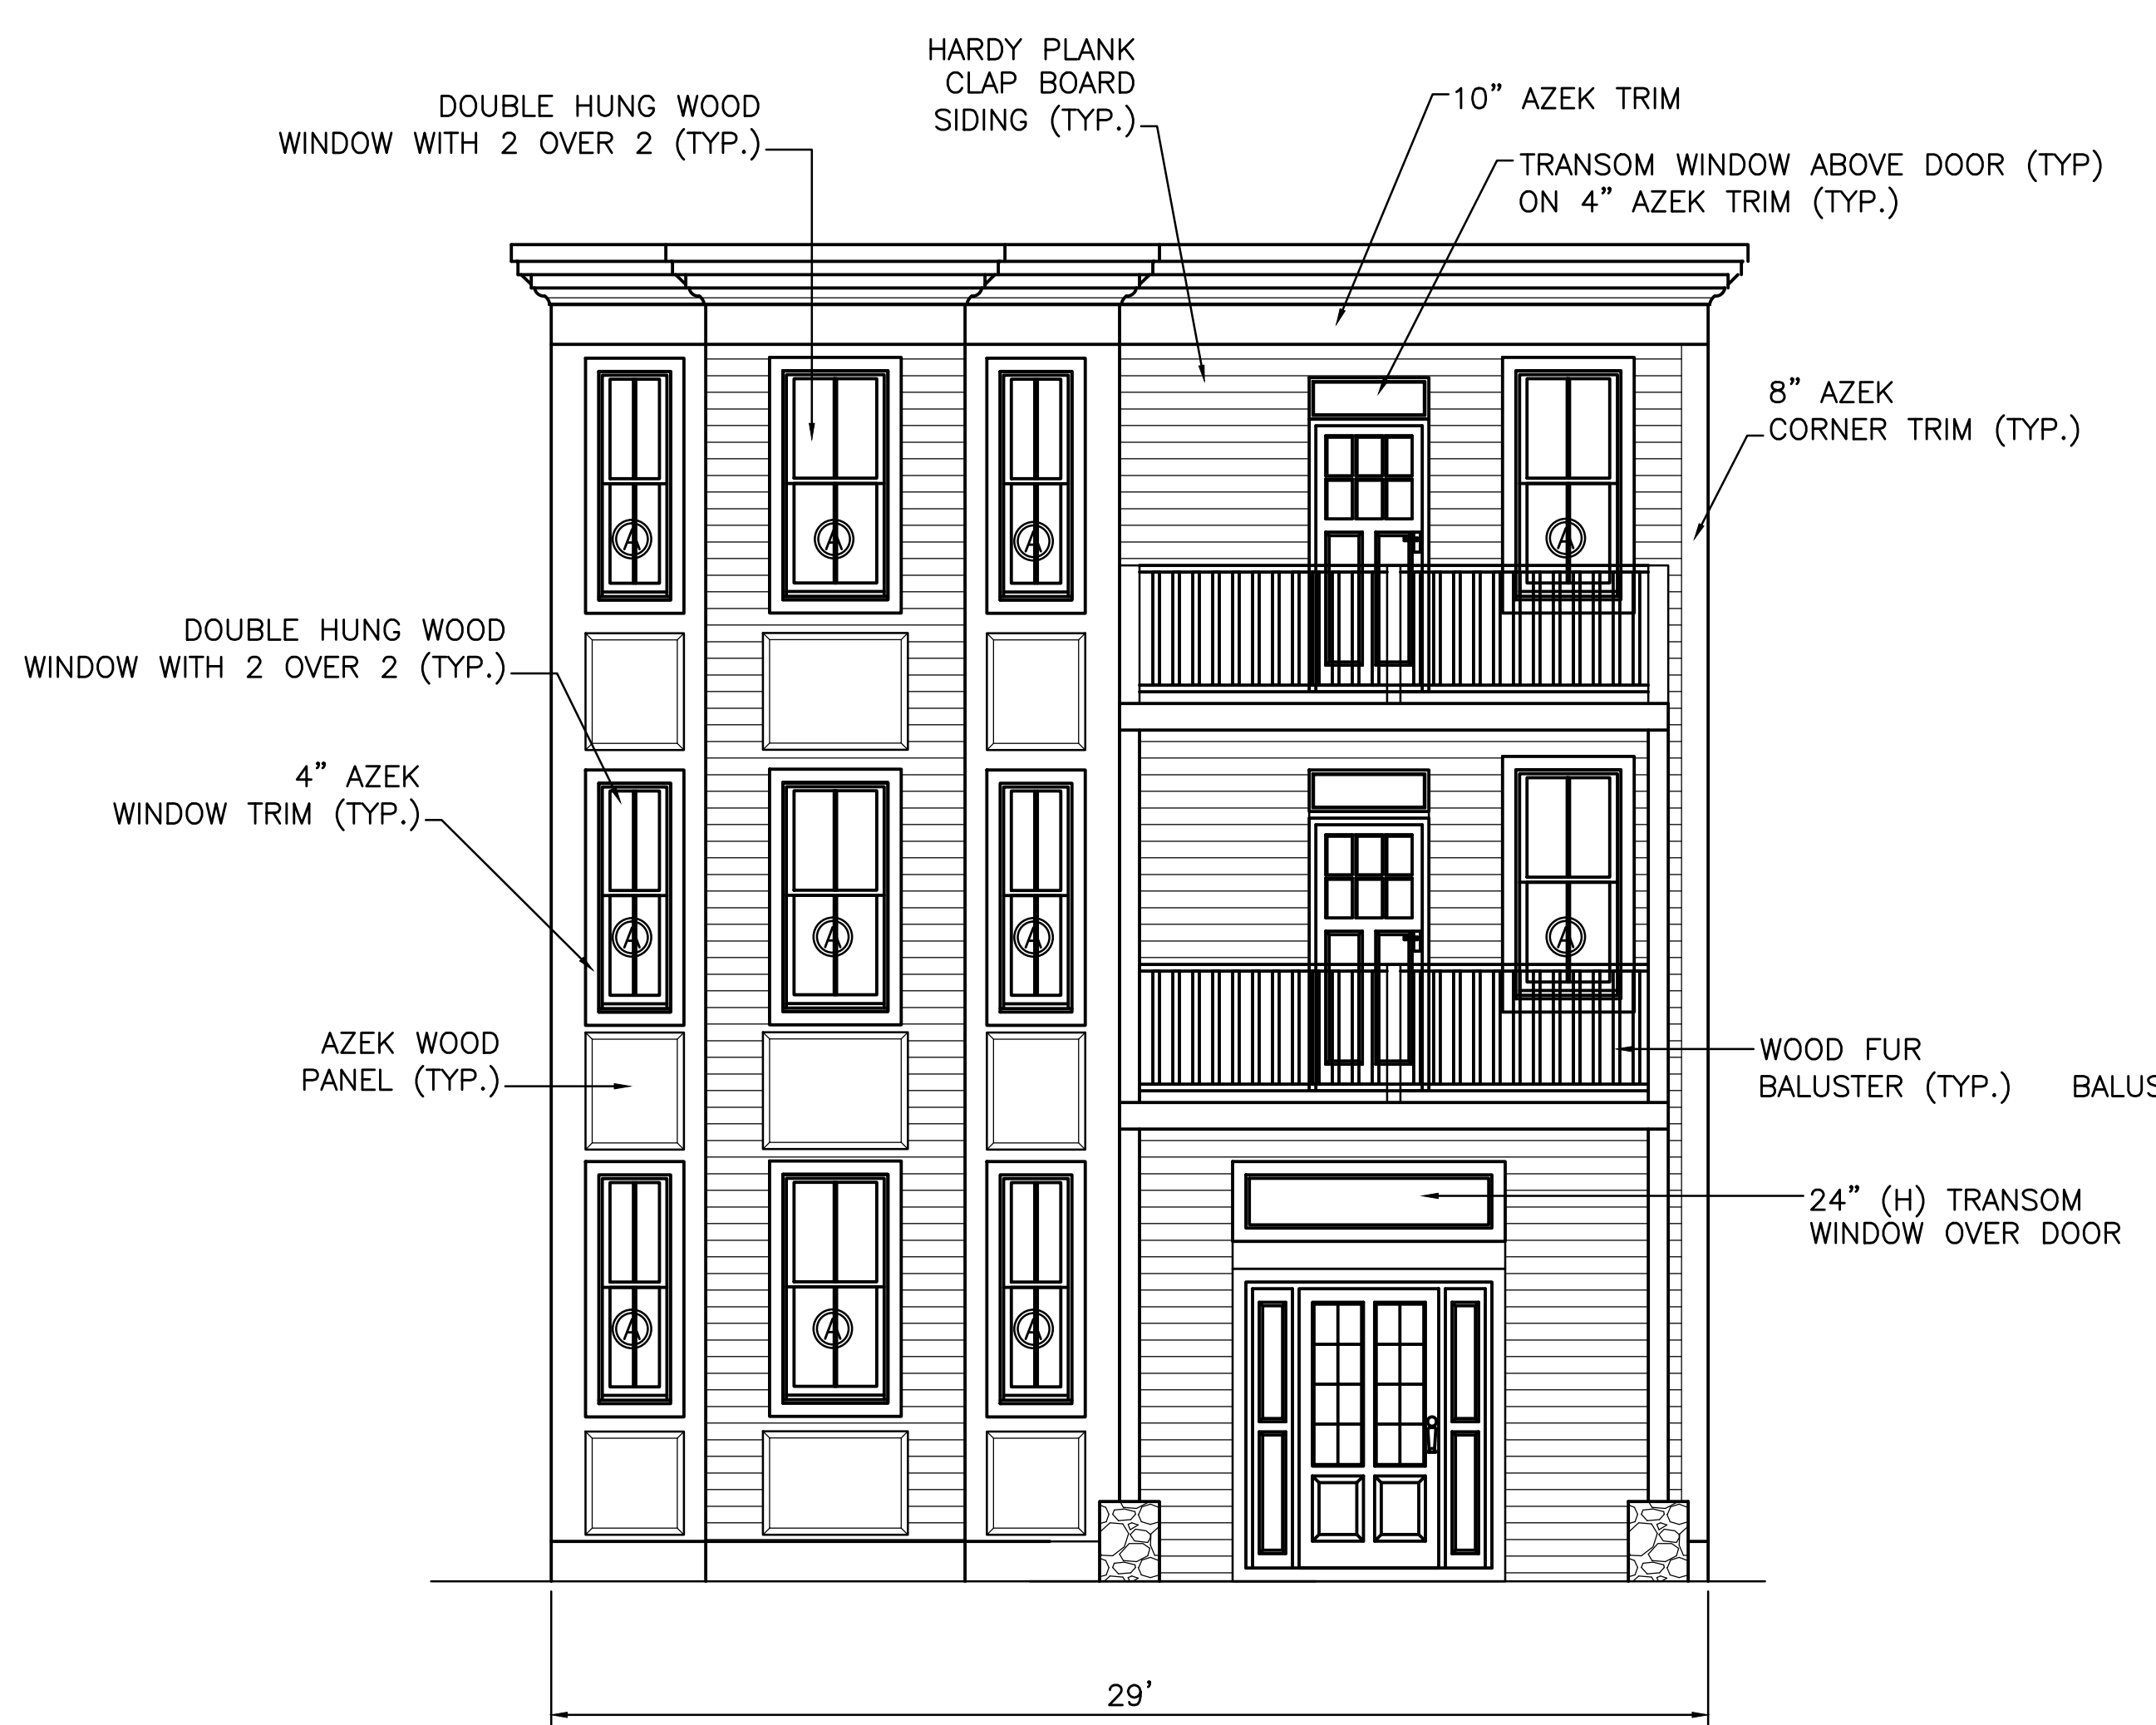 HARDY PLANK
CLAP BOARD
SIDING (TYP.)
DOUBLE HUNG WOOD
WINDOW WITH 2 OVER 2 (TYP.)
10” AZEK TRIM
TRANSOM WINDOW ABOVE DOOR (TYP)
ON 4” AZEK TRIM (TYP.)
8” AZEK
CORNER TRIM (TYP.)
A
A
A
A
DOUBLE HUNG WOOD
WINDOW WITH 2 OVER 2 (TYP.)
4” AZEK
WINDOW TRIM (TYP.)
A
A
A
A
AZEK WOOD
PANEL (TYP.)
WOOD FUR
BALUSTER (TYP.)
BALUS
24” (H) TRANSOM
WINDOW OVER DOOR
A
A
A
29’